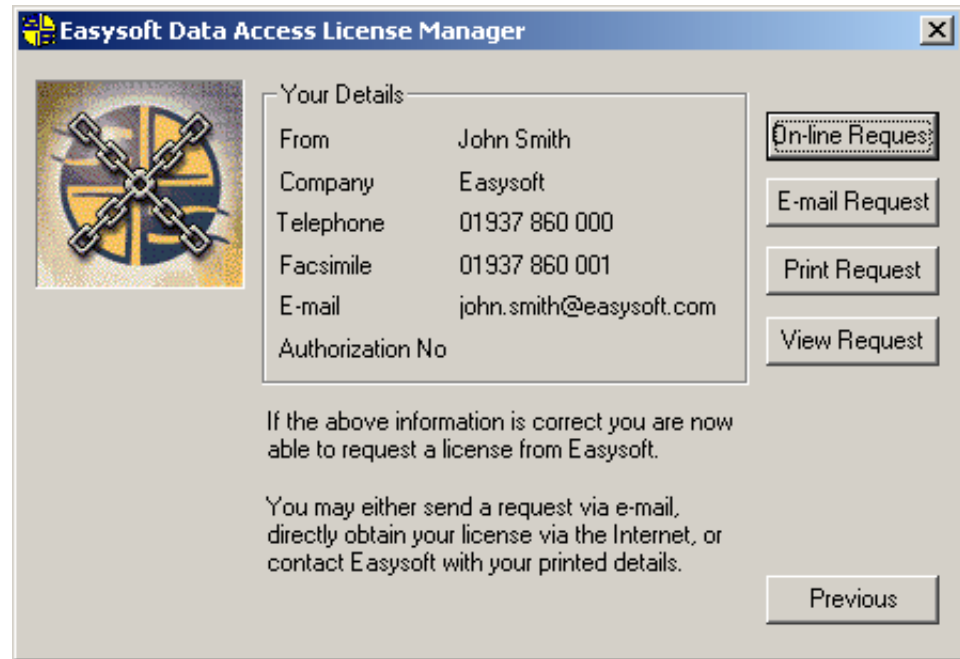 Easysoft Data Access License Manager
Your Details
From John Smith
Company Easysoft
Telephone 01937 860 000
Facsimile 01937 860 001
E-mail john.smith@easysoft.com
Authorization No
On-line Reques
E-mail Request
Print Request
View Request
If the above information is correct you are now
able to request a license from Easysoft.
You may either send a request via e-mail,
directly obtain your license via the Internet, or
contact Easysoft with your printed details.
Previous